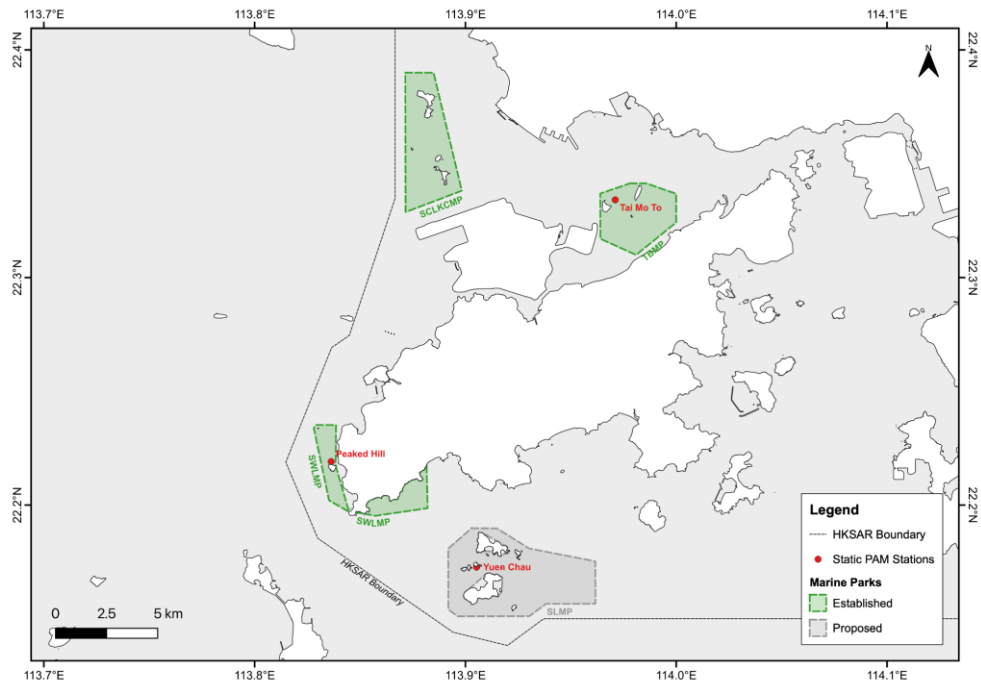 113.7°E
113.8°E
113.9°E
114.0°E
114.1°E
22.4°N
22.4°N
N
SCLKCMP
Tai Mo To
TBMP
22.3°N
22.3°N
Peaked Hill
SWLMP
SWLMP
22.2°N
22.2°N
HKSAR Boundary
Yuen Chau
SLMP
Legend
HKSAR Boundary
Static PAM Stations
Marine Parks
Established
Proposed
0 2.5 5 km
113.7°E
113.8°E
113.9°E
114.0°E
114.1°E